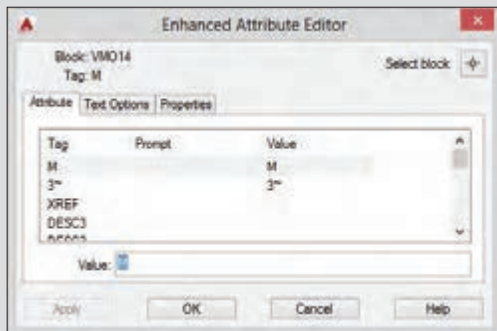 Enhanced Attribute Editor
Block: VMO14
Tag: M
Select block
Attribute Text Options Properties
Tag Prompt Value
M M
3~ 3~
XREF
DESC3
Value:
Apply OK Cancel Help